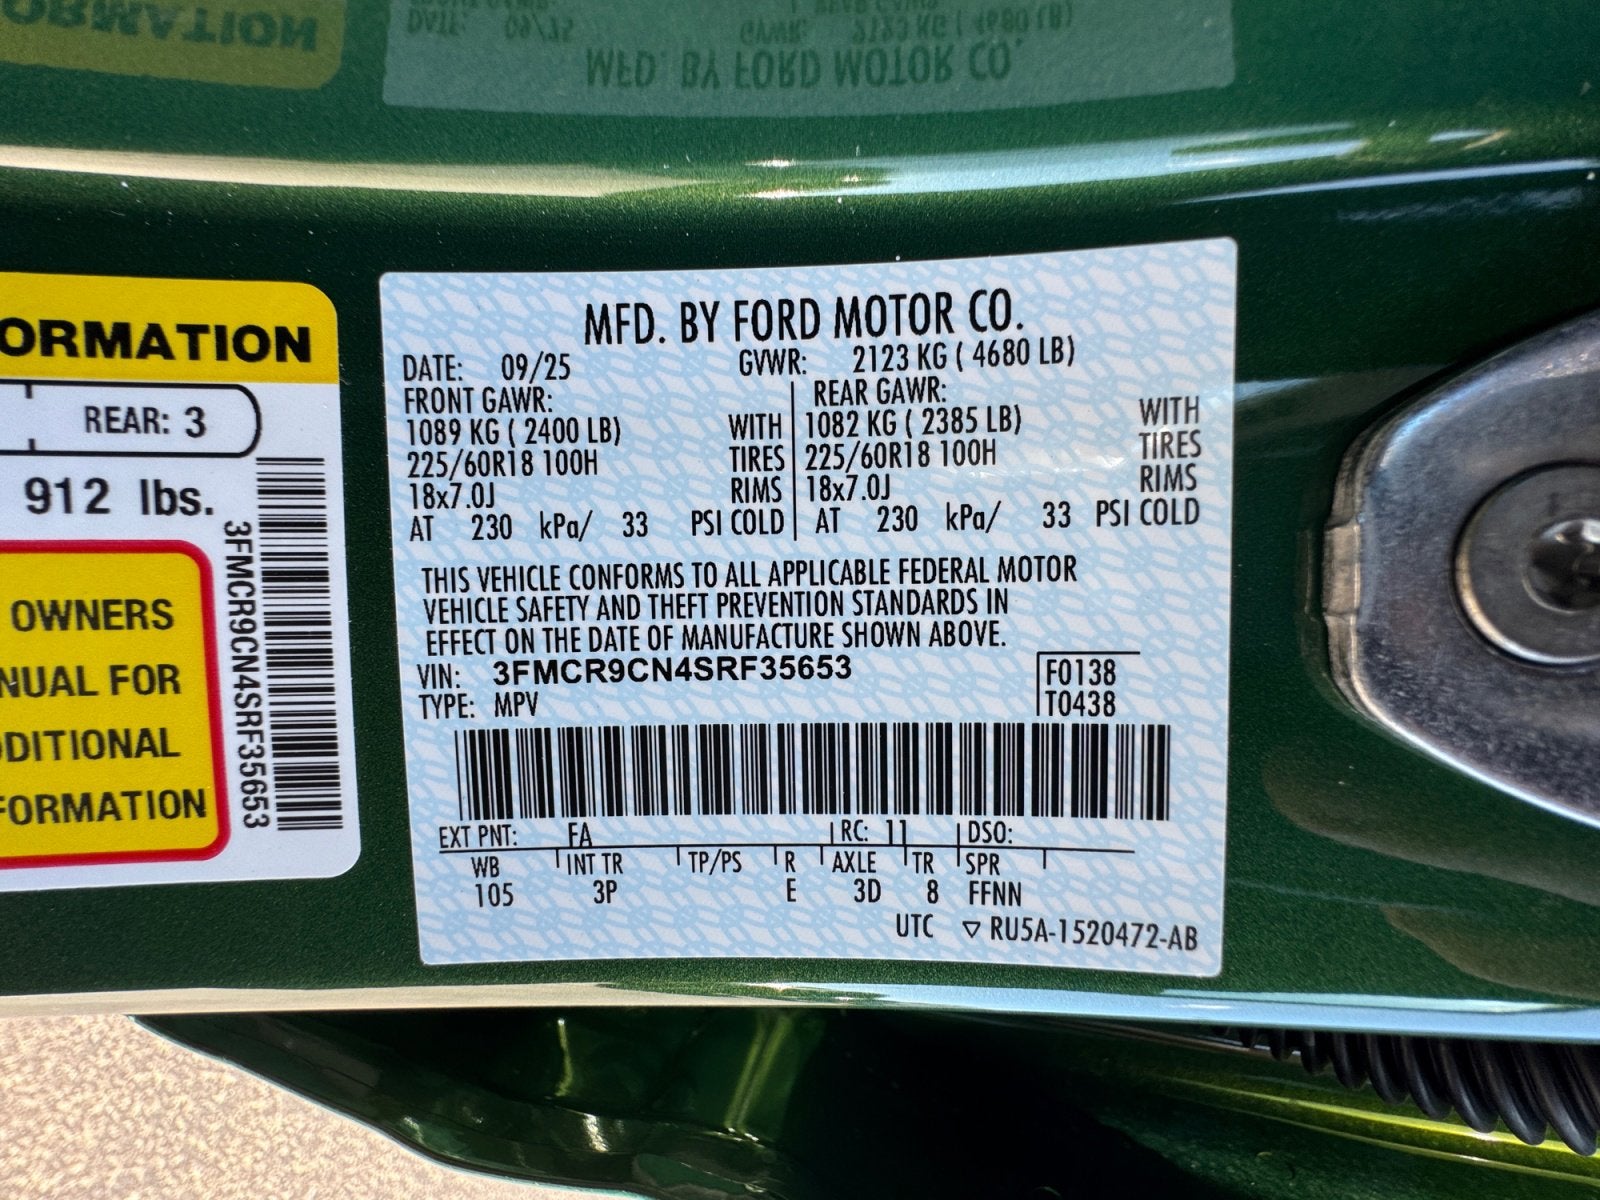 MFD. BY FORD MOTOR CO.
DATE: 09/25 GVWR: 2123 KG ( 4680 LB)
FRONT GAWR: REAR GAWR:
1089 KG ( 2400 LB) WITH 1082 KG ( 2385 LB) WITH
225/60R18 100H TIRES 225/60R18 100H TIRES
18x7.0J RIMS 18x7.0J RIMS
AT 230 kPa/ 33 PSI COLD AT 230 kPa/ 33 PSI COLD
THIS VEHICLE CONFORMS TO ALL APPLICABLE FEDERAL MOTOR
VEHICLE SAFETY AND THEFT PREVENTION STANDARDS IN
EFFECT ON THE DATE OF MANUFACTURE SHOWN ABOVE.
VIN: 3FMCR9CN4SRF35653 F0138
TYPE: MPV T0438
EXT PNT: FA RC: 11 DSO:
WB INT TR TP/PS R AXLE TR SPR
105 3P E 3D 8 FFNN
UTC ▽ RU5A-1520472-AB
ORMATION
REAR: 3
912 lbs.
OWNERS
NUAL FOR
DDITIONAL
FORMATION
3FMCR9CN4SRF35653